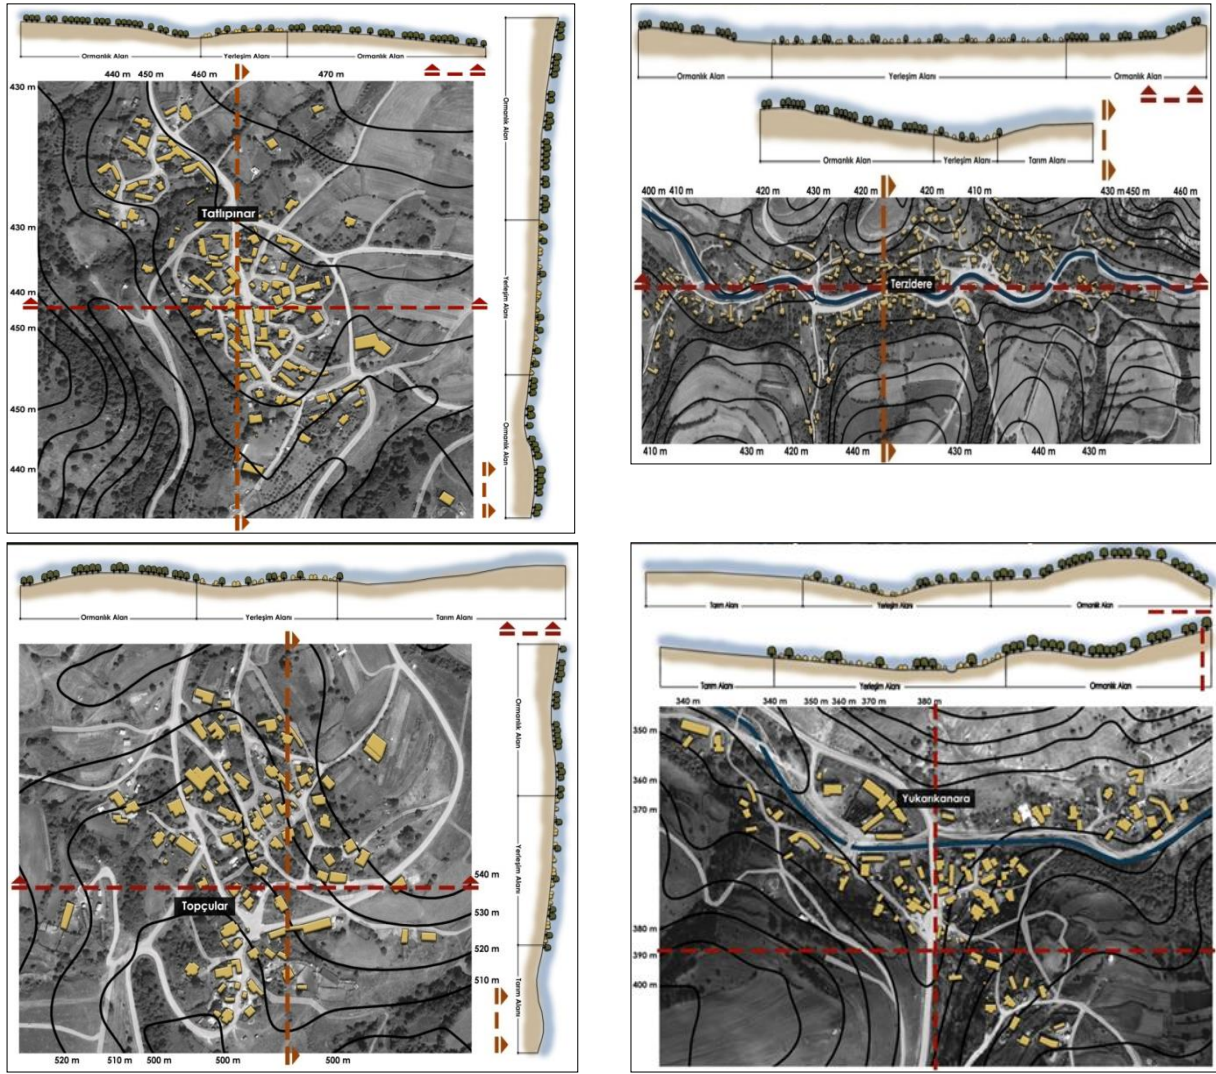 Ormanlık Alan Yerleşim Alanı Ormanlık Alan
440 m 450 m 460 m 470 m
430 m
Tatlıpınar
430 m
440 m
450 m
450 m
440 m
Ormanlık Alan
Yerleşim Alanı
Ormanlık Alan
Ormanlık Alan Yerleşim Alanı Ormanlık Alan
Ormanlık Alan Yerleşim Alanı Tarım Alanı
400 m 410 m 420 m 430 m 420 m 420 m 410 m 430 m 450 m 460 m
Terzidere
410 m 430 m 420 m 440 m 430 m 440 m 430 m
Ormanlık Alan Yerleşim Alanı Tarım Alanı
Ormanlık Alan
Yerleşim Alanı
Tarım Alanı
Topçular
540 m
530 m
520 m
510 m
520 m 510 m 500 m 500 m 500 m
Tarım Alanı Yerleşim Alanı Ormanlık Alan
Tarım Alanı Yerleşim Alanı Ormanlık Alan
340 m 340 m 350 m 360 m 370 m 380 m
350 m
360 m
370 m
Yukarıkanara
380 m
390 m
400 m